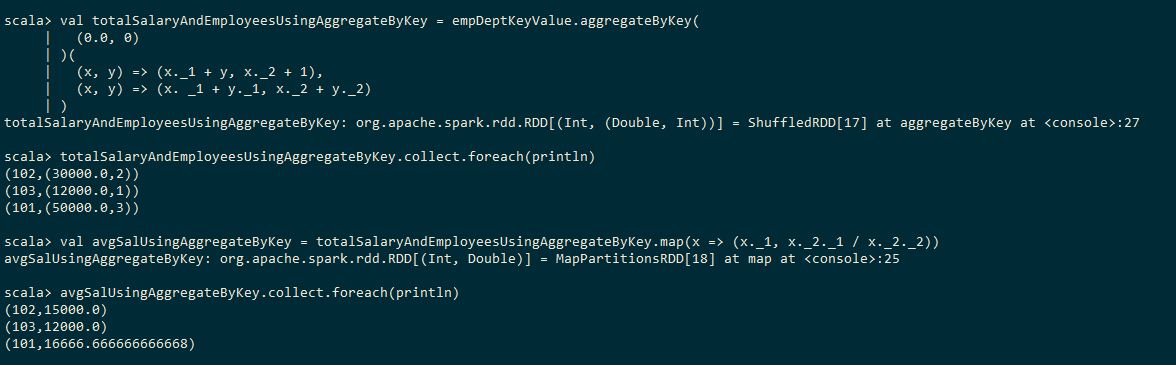 scala> val totalSalaryAndEmployeesUsingAggregateByKey = empDeptKeyValue.aggregateByKey(
     |   (0.0, 0)
     | )(
     |   (x, y) => (x._1 + y, x._2 + 1),
     |   (x, y) => (x. _1 + y._1, x._2 + y._2)
     | )
totalSalaryAndEmployeesUsingAggregateByKey: org.apache.spark.rdd.RDD[(Int, (Double, Int))] = ShuffledRDD[17] at aggregateByKey at <console>:27
scala> totalSalaryAndEmployeesUsingAggregateByKey.collect.foreach(println)
(102,(30000.0,2))
(103,(12000.0,1))
(101,(50000.0,3))
scala> val avgSalUsingAggregateByKey = totalSalaryAndEmployeesUsingAggregateByKey.map(x => (x._1, x._2._1 / x._2._2))
avgSalUsingAggregateByKey: org.apache.spark.rdd.RDD[(Int, Double)] = MapPartitionsRDD[18] at map at <console>:25
scala> avgSalUsingAggregateByKey.collect.foreach(println)
(102,15000.0)
(103,12000.0)
(101,16666.666666666668)